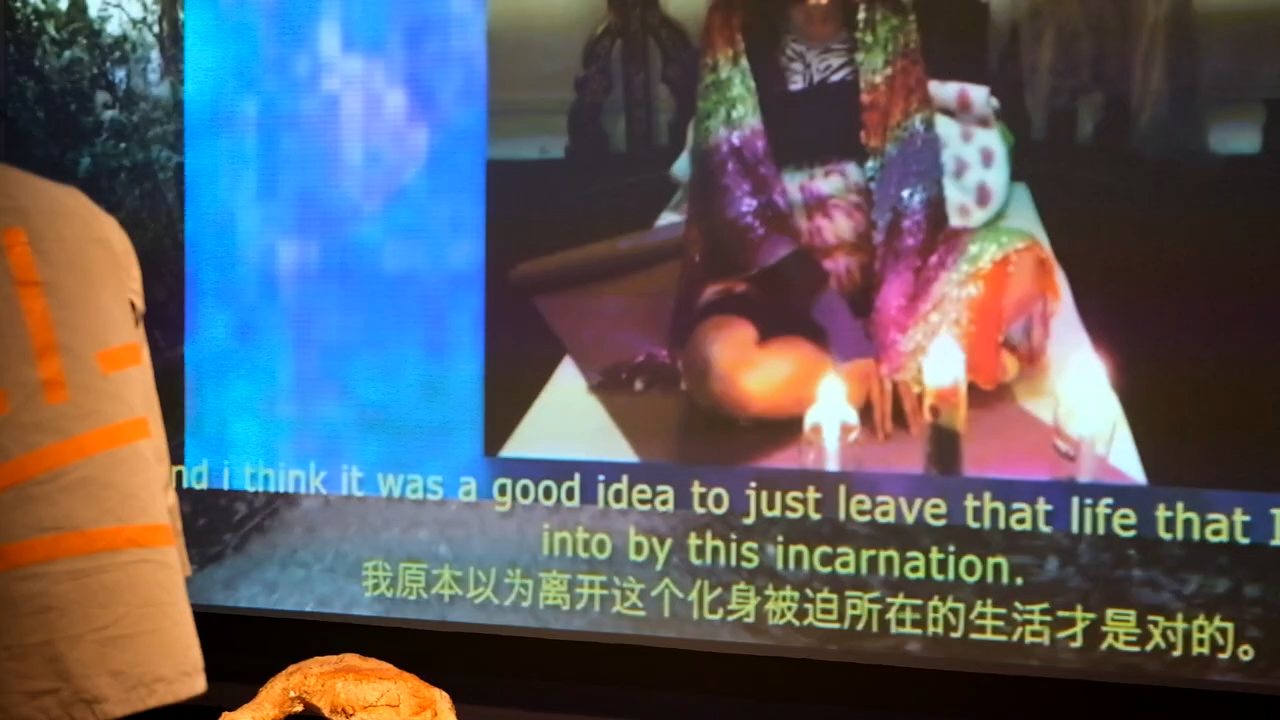 nd i think it was a good idea to just leave that life that I
into by this incarnation.
我原本以为离开这个化身被迫所在的生活才是对的。